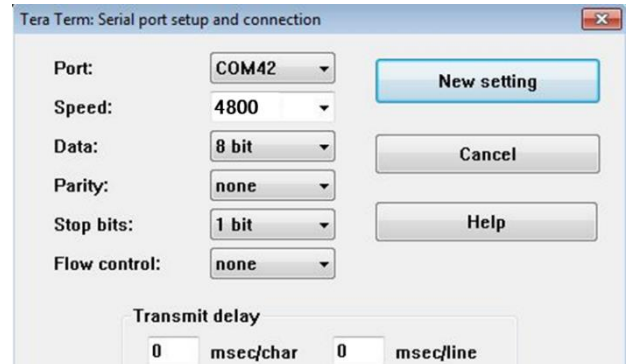 Tera Term: Serial port setup and connection
Port: COM42 New setting
Speed: 4800
Data: 8 bit Cancel
Parity: none
Stop bits: 1 bit Help
Flow control: none
Transmit delay
0 msec/char 0 msec/line